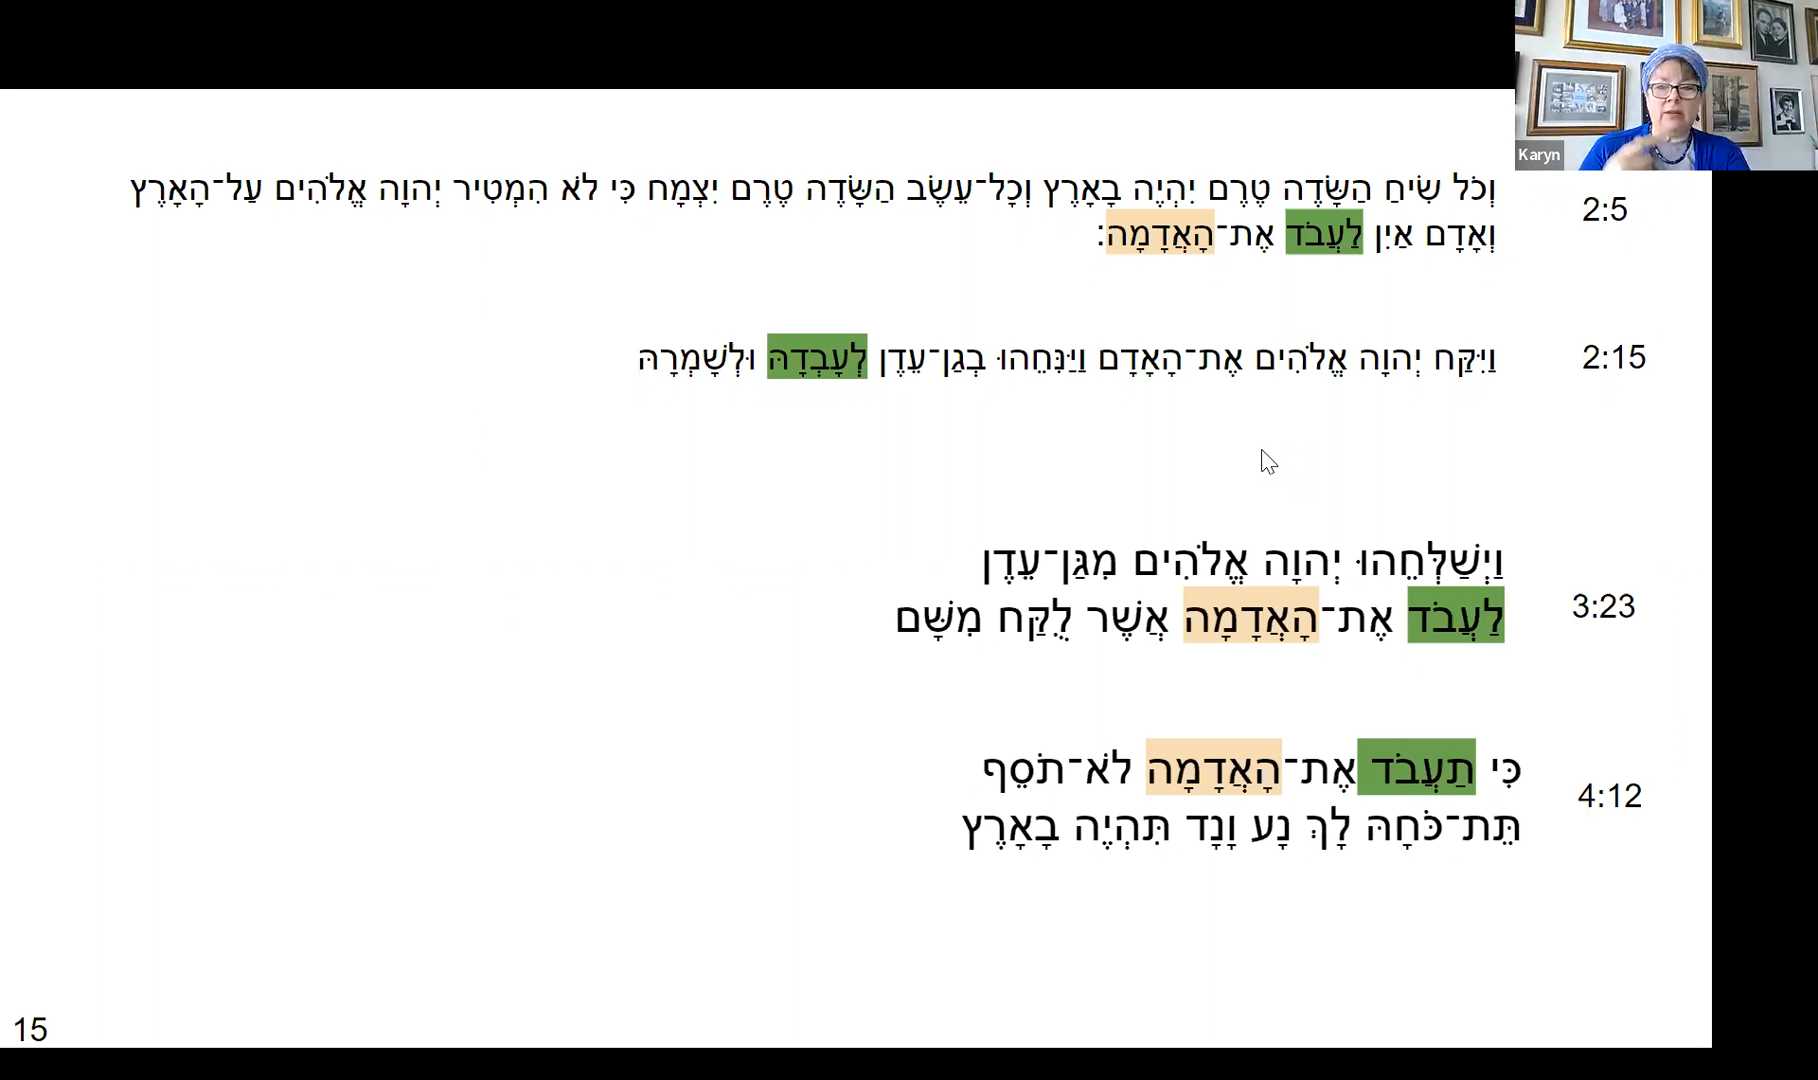 Karyn
וְכֹל שִׂיחַ הַשָּׂדֶה טֶרֶם יִהְיֶה בָאָרֶץ וְכָל־עֵשֶׂב הַשָּׂדֶה טֶרֶם יִצְמָח כִּי לֹא הִמְטִיר יְהוָה אֱלֹהִים עַל־הָאָרֶץ
2:5
וְאָדָם אַיִן לַעֲבֹד אֶת־הָאֲדָמָה:
וַיִּקַּח יְהוָה אֱלֹהִים אֶת־הָאָדָם וַיַּנִּחֵהוּ בְגַן־עֵדֶן לְעָבְדָהּ וּלְשָׁמְרָהּ
2:15
וַיְשַׁלְּחֵהוּ יְהוָה אֱלֹהִים מִגַּן־עֵדֶן
לַעֲבֹד אֶת־הָאֲדָמָה אֲשֶׁר לֻקַּח מִשָּׁם
3:23
כִּי תַעֲבֹד אֶת־הָאֲדָמָה לֹא־תֹסֵף
תֵּת־כֹּחָהּ לָךְ נָע וָנָד תִּהְיֶה בָאָרֶץ
4:12
15